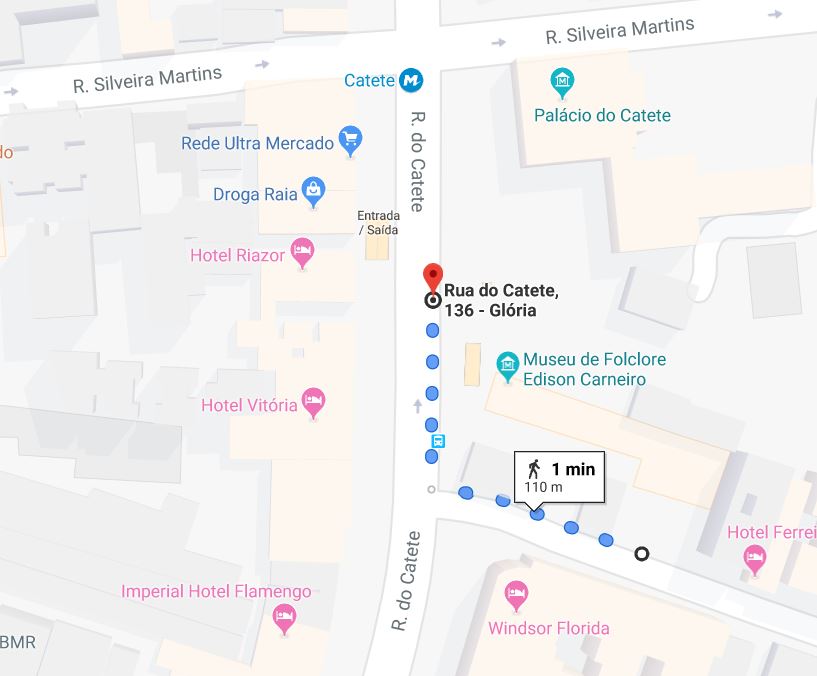 R. Silveira Martins
R. Silveira Martins
Catete
M
Palácio do Catete
R. do Catete
Rede Ultra Mercado
do
Droga Raia
Entrada
/ Saída
Hotel Riazor
Rua do Catete,
136 - Glória
Museu de Folclore
Edison Carneiro
Hotel Vitória
1 min
110 m
Hotel Ferrei
R. do Catete
Imperial Hotel Flamengo
Windsor Florida
BMR